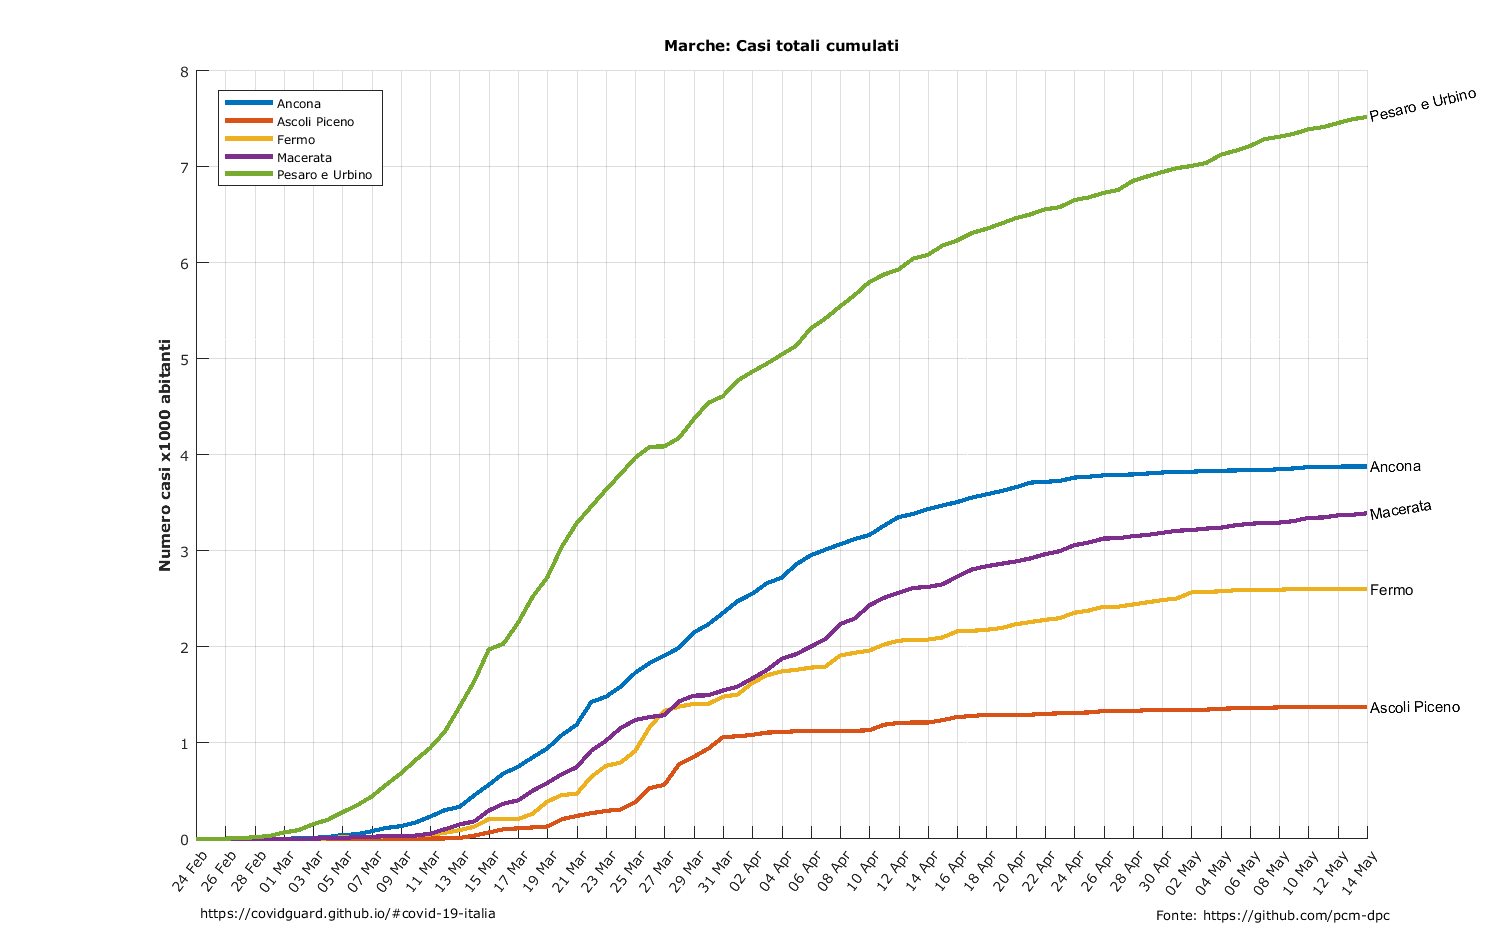 Marche: Casi totali cumulati
Numero casi x1000 abitanti
8
7
6
5
4
3
2
1
0
Ancona
Ascoli Piceno
Fermo
Macerata
Pesaro e Urbino
Pesaro e Urbino
Ancona
Macerata
Fermo
Ascoli Piceno
24 Feb
26 Feb
28 Feb
01 Mar
03 Mar
05 Mar
07 Mar
09 Mar
11 Mar
13 Mar
15 Mar
17 Mar
19 Mar
21 Mar
23 Mar
25 Mar
27 Mar
29 Mar
31 Mar
02 Apr
04 Apr
06 Apr
08 Apr
10 Apr
12 Apr
14 Apr
16 Apr
18 Apr
20 Apr
22 Apr
24 Apr
26 Apr
28 Apr
30 Apr
02 May
04 May
06 May
08 May
10 May
12 May
14 May
https://covidguard.github.io/#covid-19-italia
Fonte: https://github.com/pcm-dpc